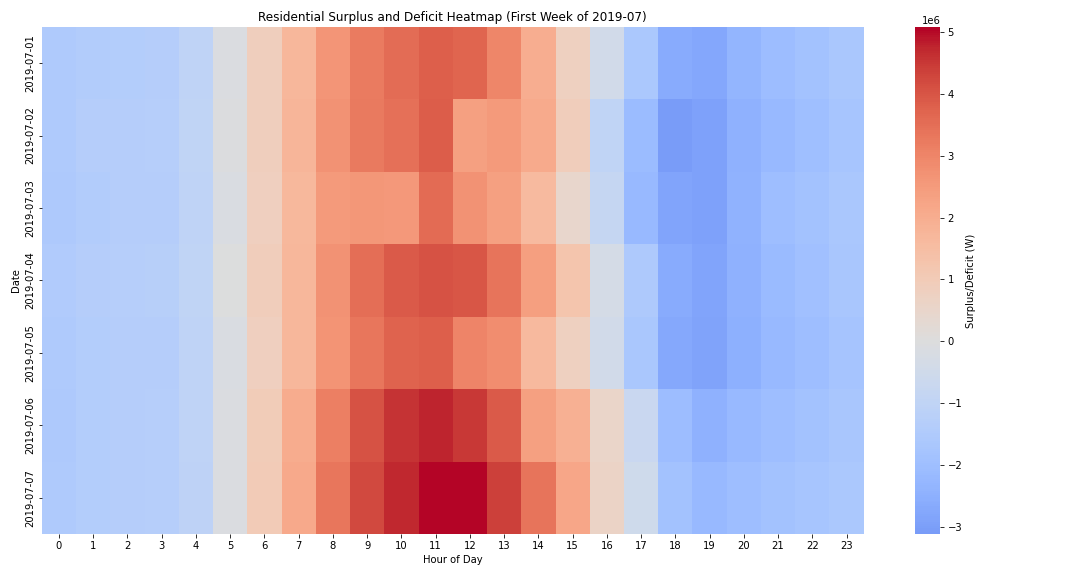 Residential Surplus and Deficit Heatmap (First Week of 2019-07)
1e6
Date
2019-07-01
2019-07-02
2019-07-03
2019-07-04
2019-07-05
2019-07-06
2019-07-07
0 1 2 3 4 5 6 7 8 9 10 11 12 13 14 15 16 17 18 19 20 21 22 23
Hour of Day
5
4
3
2
1
0
−1
−2
−3
Surplus/Deficit (W)